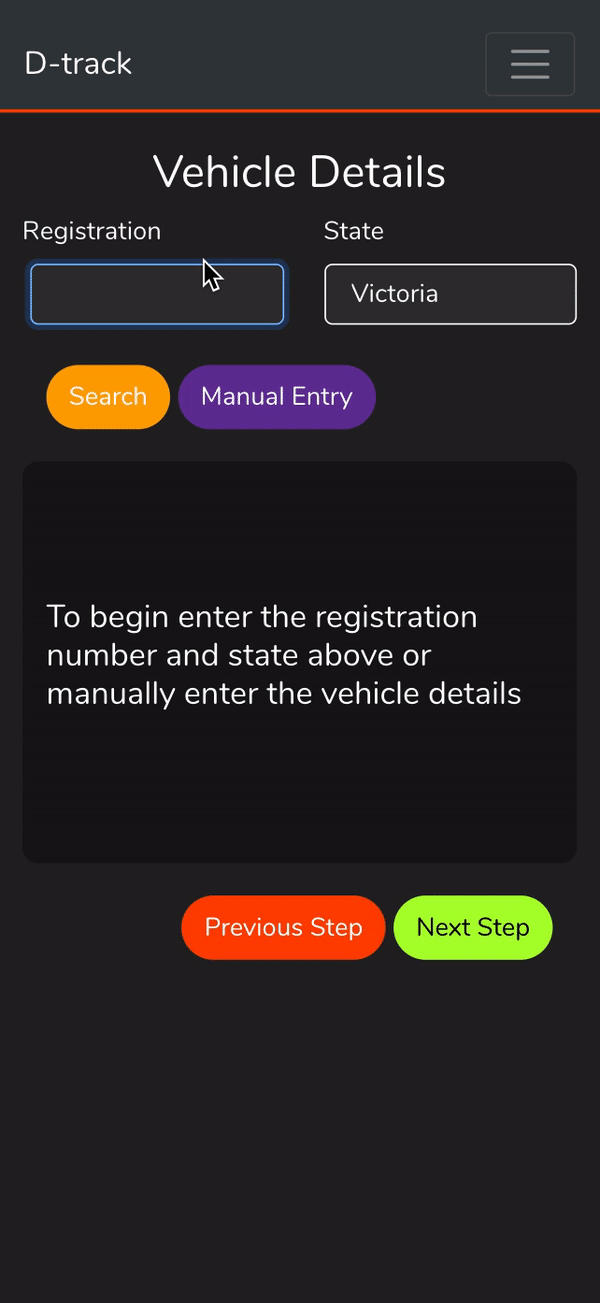 D-track
Vehicle Details
Registration
State
Victoria
Search
Manual Entry
To begin enter the registration
number and state above or
manually enter the vehicle details
Previous Step
Next Step